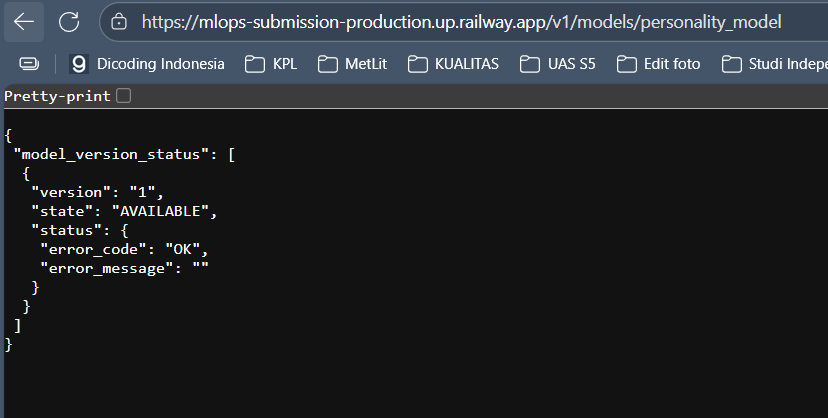 https://mlops-submission-production.up.railway.app/v1/models/personality_model
g Dicoding Indonesia KPL MetLit KUALITAS UAS S5 Edit foto Studi Indepe
Pretty-print
{
 "model_version_status": [
  {
   "version": "1",
   "state": "AVAILABLE",
   "status": {
    "error_code": "OK",
    "error_message": ""
   }
  }
 ]
}